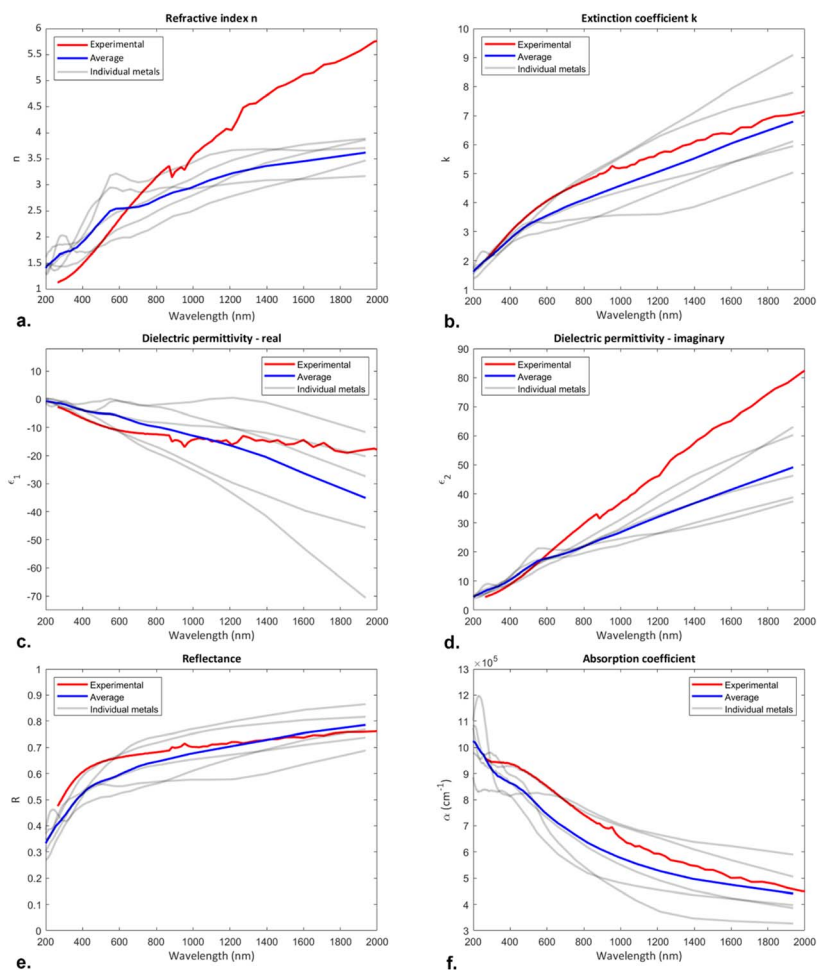 Refractive index n
6
5.5
5
4.5
4
3.5
3
2.5
2
1.5
1
n
Experimental
Average
Individual metals
200 400 600 800 1000 1200 1400 1600 1800 2000
Wavelength (nm)
a.
Extinction coefficient k
10
9
8
7
6
5
4
3
2
1
k
Experimental
Average
Individual metals
200 400 600 800 1000 1200 1400 1600 1800 2000
Wavelength (nm)
b.
Dielectric permittivity - real
10
0
-10
-20
-30
-40
-50
-60
-70
ϵ1
Experimental
Average
Individual metals
200 400 600 800 1000 1200 1400 1600 1800 2000
Wavelength (nm)
c.
Dielectric permittivity - imaginary
90
80
70
60
50
40
30
20
10
0
ϵ2
Experimental
Average
Individual metals
200 400 600 800 1000 1200 1400 1600 1800 2000
Wavelength (nm)
d.
Reflectance
1
0.9
0.8
0.7
0.6
0.5
0.4
0.3
0.2
0.1
0
R
Experimental
Average
Individual metals
200 400 600 800 1000 1200 1400 1600 1800 2000
Wavelength (nm)
e.
Absorption coefficient
×10^5
13
12
11
10
9
8
7
6
5
4
3
α (cm^-1)
Experimental
Average
Individual metals
200 400 600 800 1000 1200 1400 1600 1800 2000
Wavelength (nm)
f.